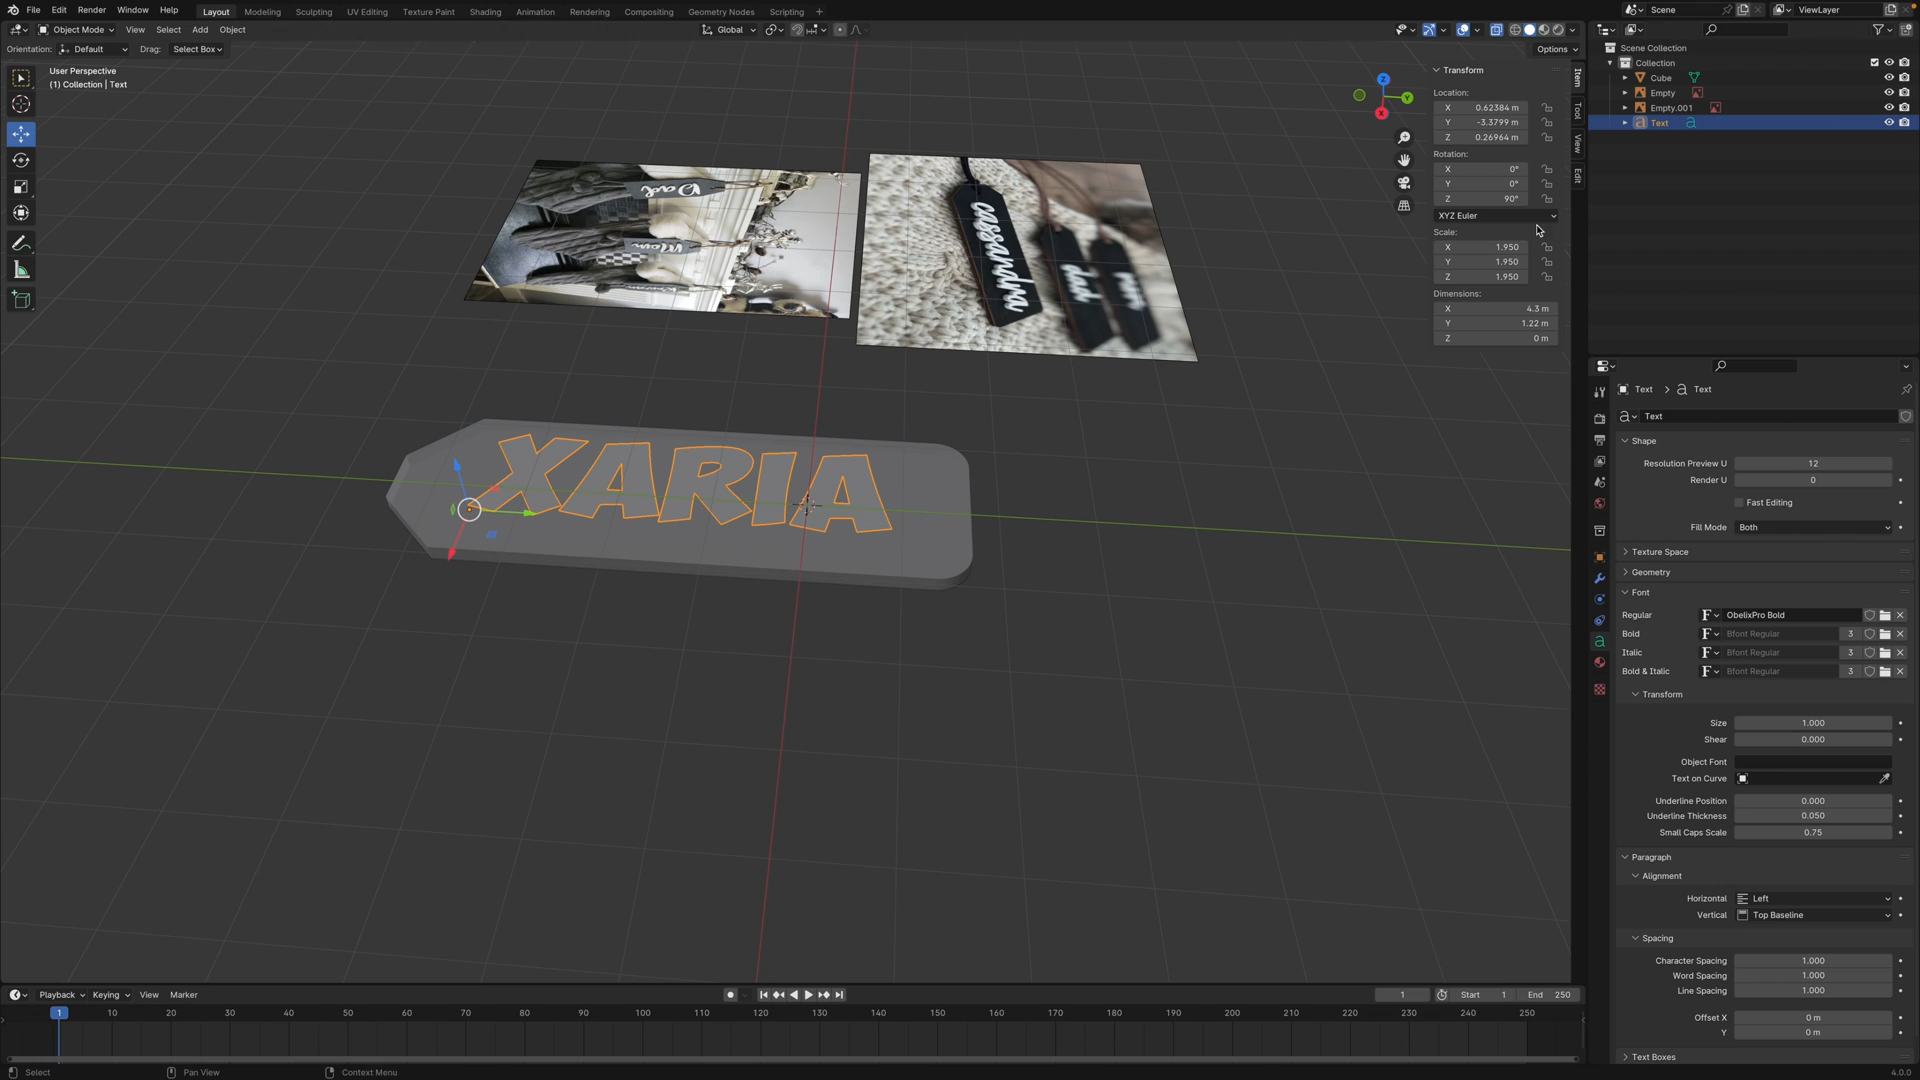 File Edit Render Window Help Layout Modeling Sculpting UV Editing Texture Paint Shading Animation Rendering Compositing Geometry Nodes Scripting + Scene ViewLayer
Object Mode View Select Add Object Global
Orientation: Default Drag: Select Box Options
User Perspective
(1) Collection | Text
Z
Y
X
Transform
Location:
X 0.62384 m
Y -3.3799 m
Z 0.26964 m
Rotation:
X 0°
Y 0°
Z 90°
XYZ Euler
Scale:
X 1.950
Y 1.950
Z 1.950
Dimensions:
X 4.3 m
Y 1.22 m
Z 0 m
Item
Tool
View
Edit
Dad
Mom
cassandra
dad
mom
XARIA
Scene Collection
Collection
Cube
Empty
Empty.001
Text
Text > Text
Text
Shape
Resolution Preview U 12
Render U 0
Fast Editing
Fill Mode Both
Texture Space
Geometry
Font
Regular ObelixPro Bold
Bold Bfont Regular 3
Italic Bfont Regular 3
Bold & Italic Bfont Regular 3
Transform
Size 1.000
Shear 0.000
Object Font
Text on Curve
Underline Position 0.000
Underline Thickness 0.050
Small Caps Scale 0.75
Paragraph
Alignment
Horizontal Left
Vertical Top Baseline
Spacing
Character Spacing 1.000
Word Spacing 1.000
Line Spacing 1.000
Offset X 0 m
Y 0 m
Text Boxes
Playback Keying View Marker 1 Start 1 End 250
1 10 20 30 40 50 60 70 80 90 100 110 120 130 140 150 160 170 180 190 200 210 220 230 240 250
Select Pan View Context Menu 4.0.0